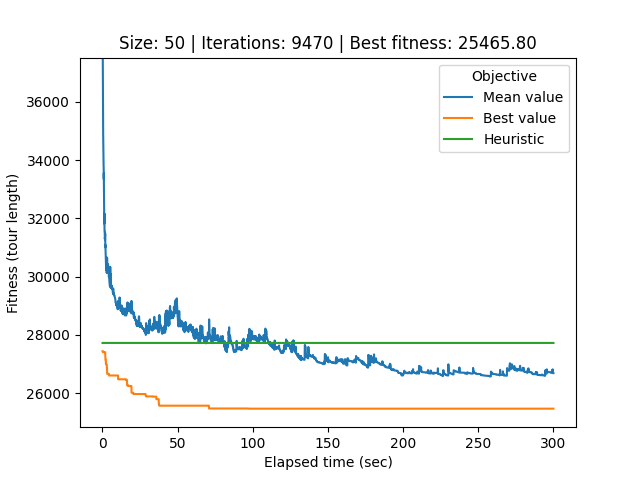 Size: 50 | Iterations: 9470 | Best fitness: 25465.80
Objective
Mean value
Best value
Heuristic
Fitness (tour length)
36000
34000
32000
30000
28000
26000
0 50 100 150 200 250 300
Elapsed time (sec)